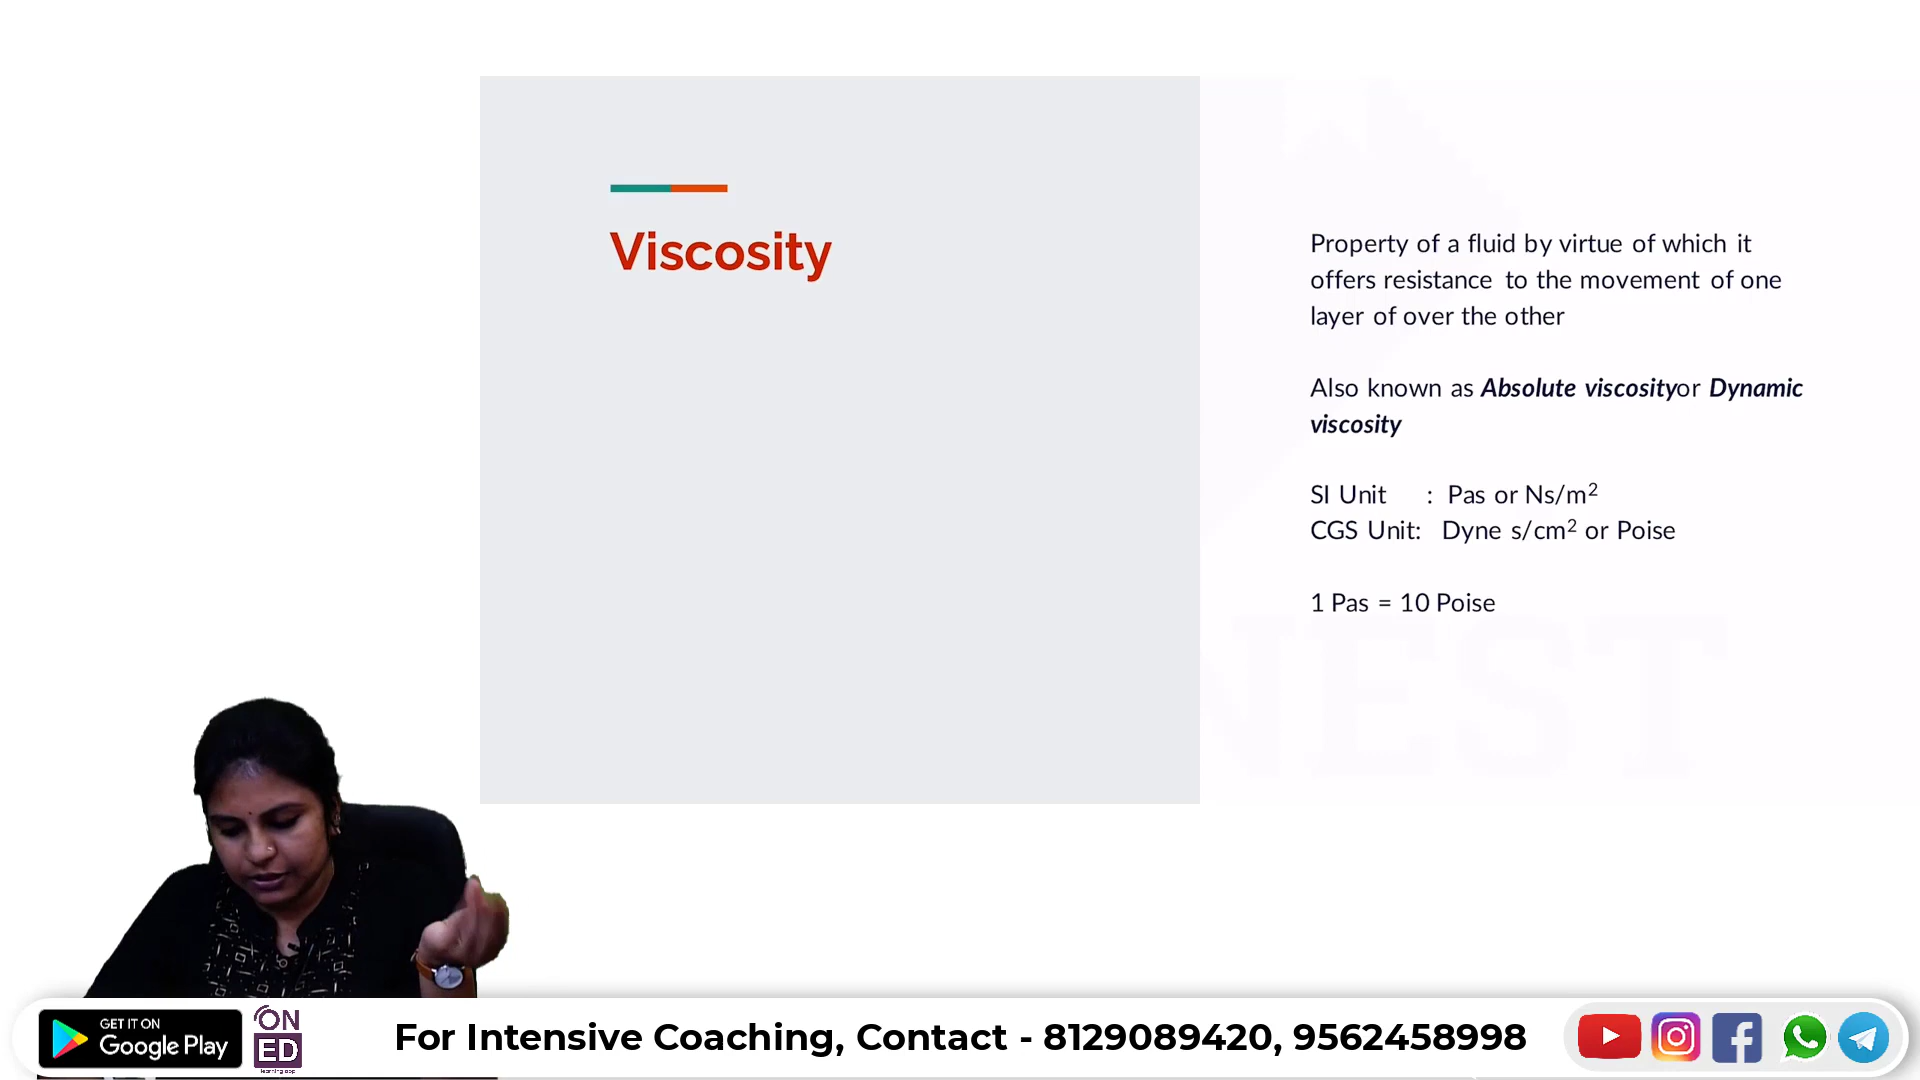 Viscosity
Property of a fluid by virtue of which it
offers resistance to the movement of one
layer of over the other
Also known as Absolute viscosityor Dynamic
viscosity
SI Unit : Pas or Ns/m²
CGS Unit: Dyne s/cm² or Poise
1 Pas = 10 Poise
NEST
GET IT ON
Google Play
ON
ED
learning app
For Intensive Coaching, Contact - 8129089420, 9562458998